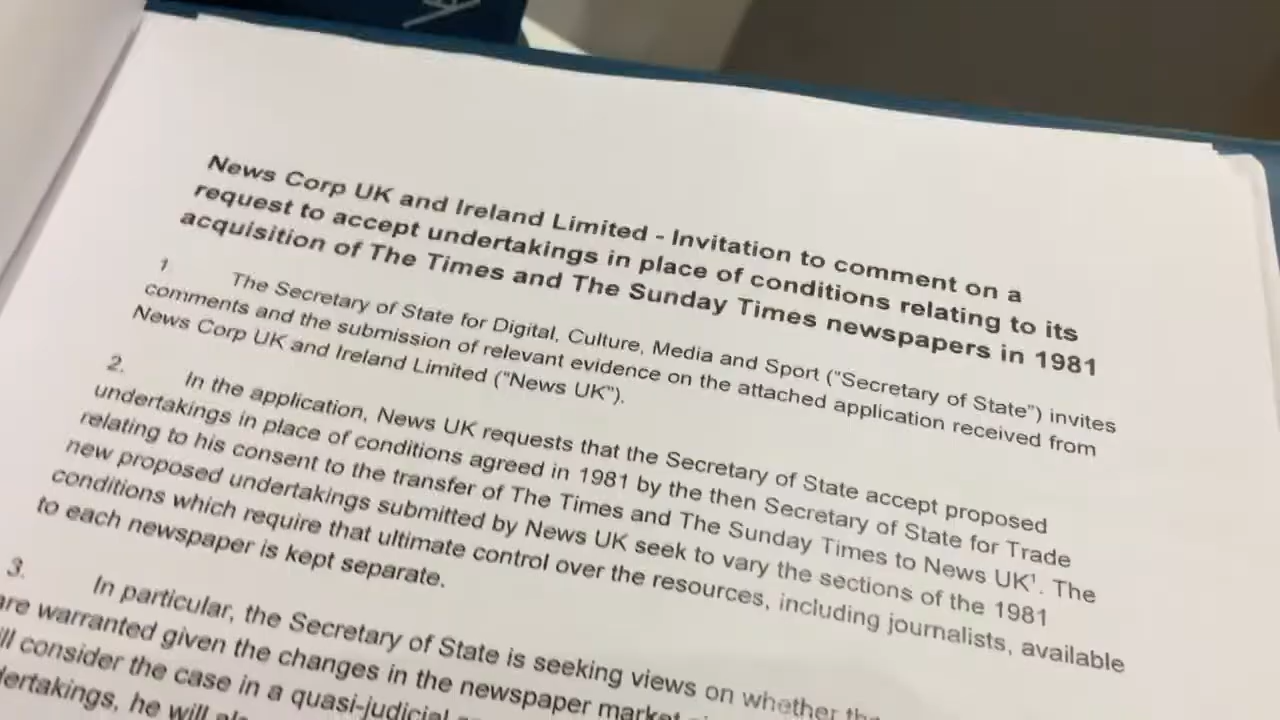 News Corp UK and Ireland Limited - Invitation to comment on a
request to accept undertakings in place of conditions relating to its
acquisition of The Times and The Sunday Times newspapers in 1981
1. The Secretary of State for Digital, Culture, Media and Sport ("Secretary of State") invites
comments and the submission of relevant evidence on the attached application received from
News Corp UK and Ireland Limited ("News UK").
2. In the application, News UK requests that the Secretary of State accept proposed
undertakings in place of conditions agreed in 1981 by the then Secretary of State for Trade
relating to his consent to the transfer of The Times and The Sunday Times to News UK¹. The
new proposed undertakings submitted by News UK seek to vary the sections of the 1981
conditions which require that ultimate control over the resources, including journalists, available
to each newspaper is kept separate.
3. In particular, the Secretary of State is seeking views on whether the
are warranted given the changes in the newspaper market
consider the case in a quasi-judicial
he will